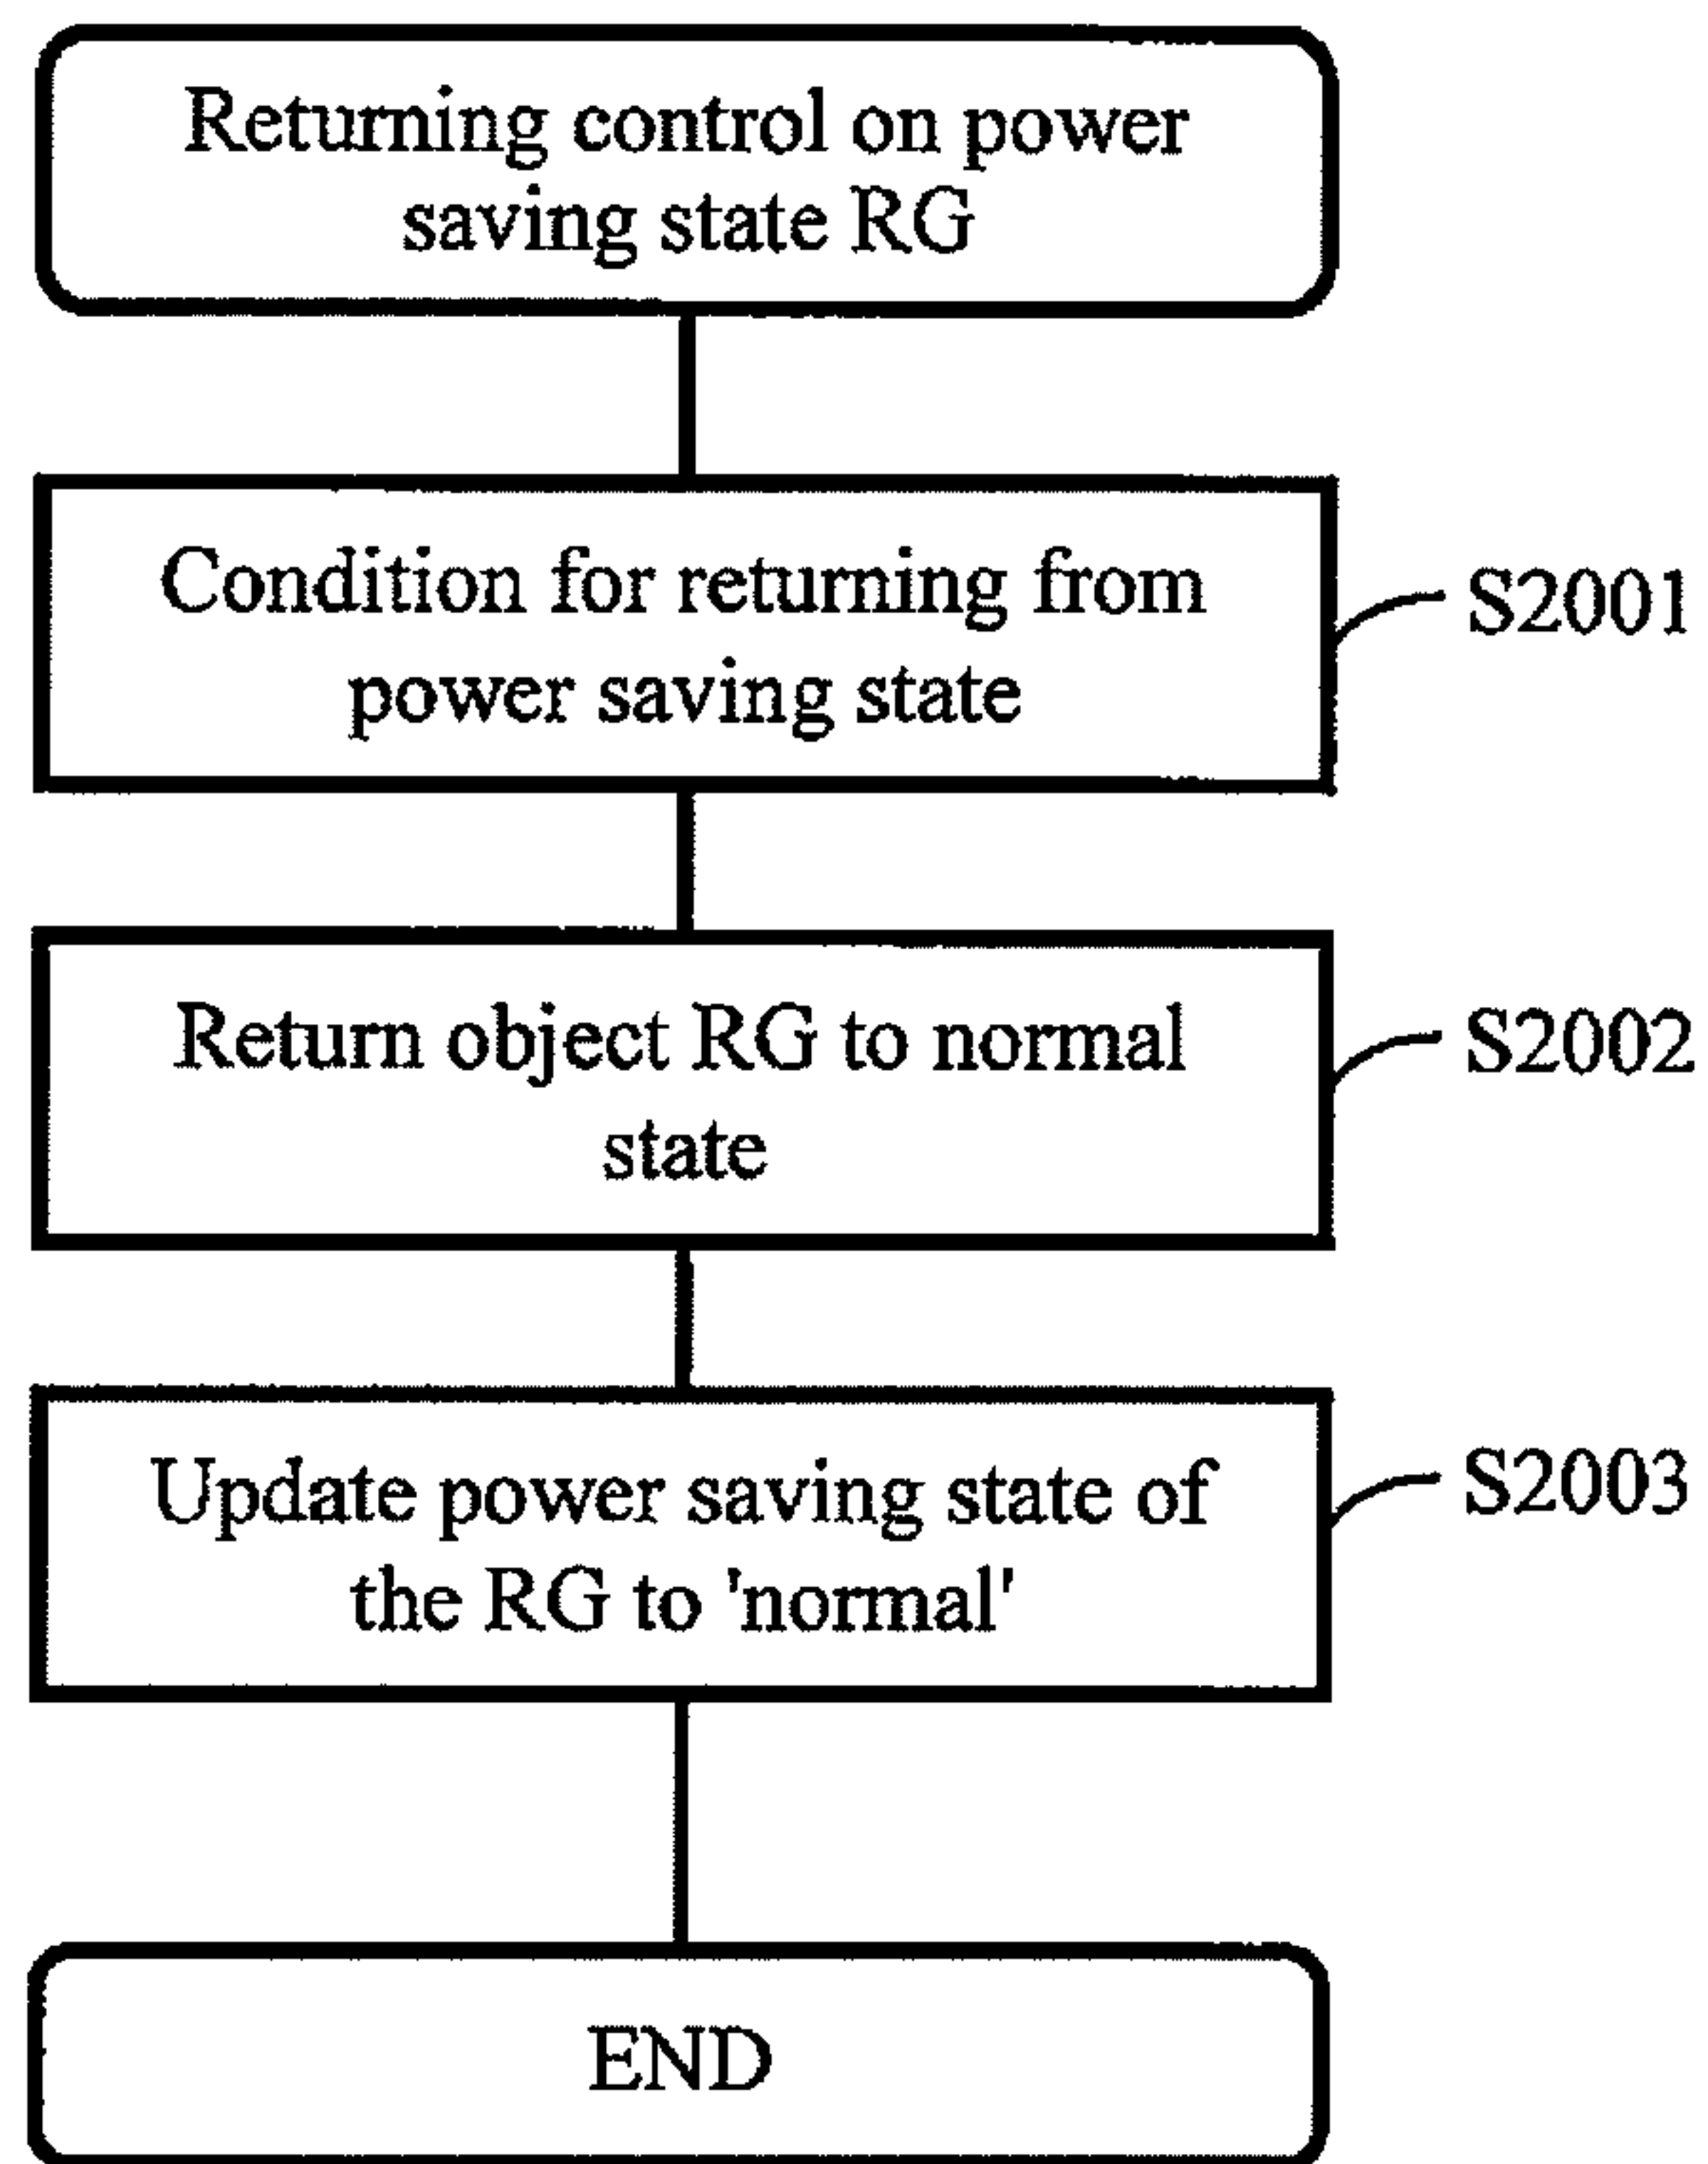 Returning control on power
saving state RG
Condition for returning from
power saving state
S2001
Return object RG to normal
state
S2002
Update power saving state of
the RG to 'normal'
S2003
END